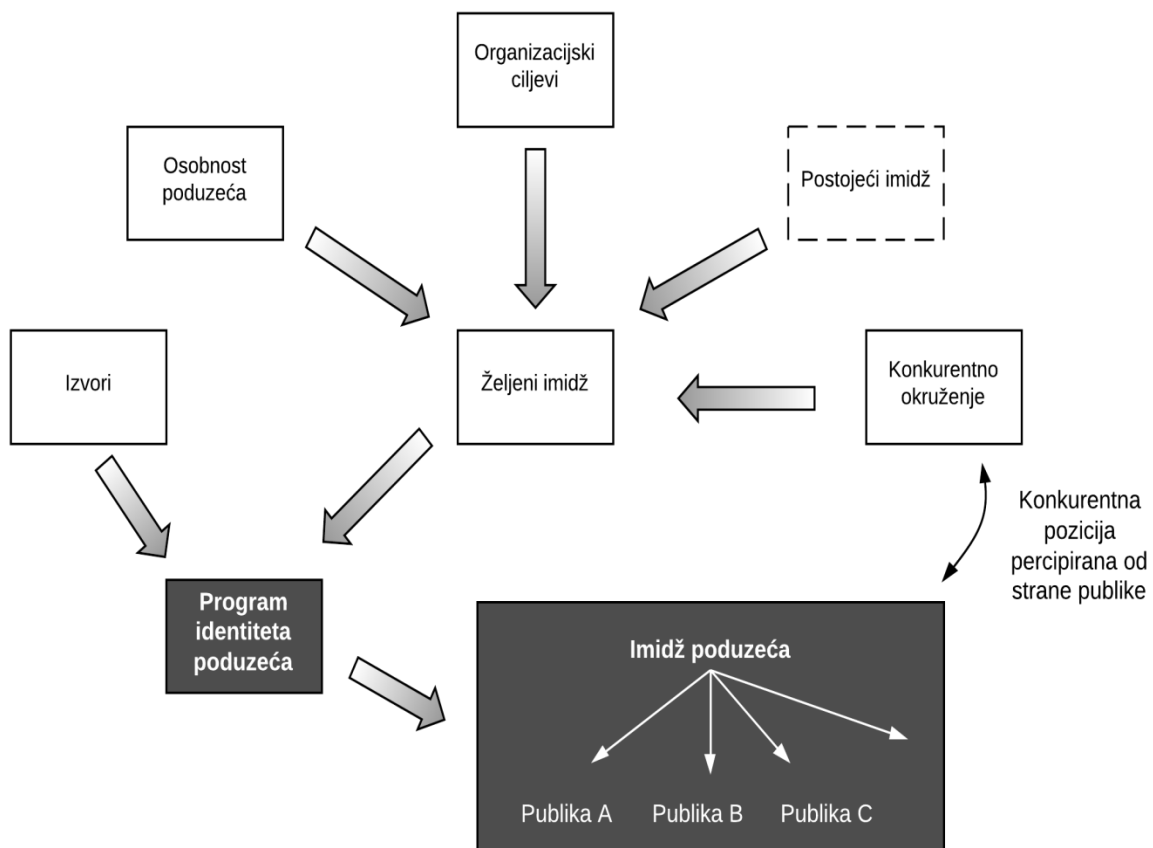 Organizacijski
ciljevi
Osobnost
poduzeća
Postojeći imidž
Izvori
Željeni imidž
Konkurentno
okruženje
Konkurentna
pozicija
percipirana od
strane publike
Program
identiteta
poduzeća
Imidž poduzeća
Publika A
Publika B
Publika C